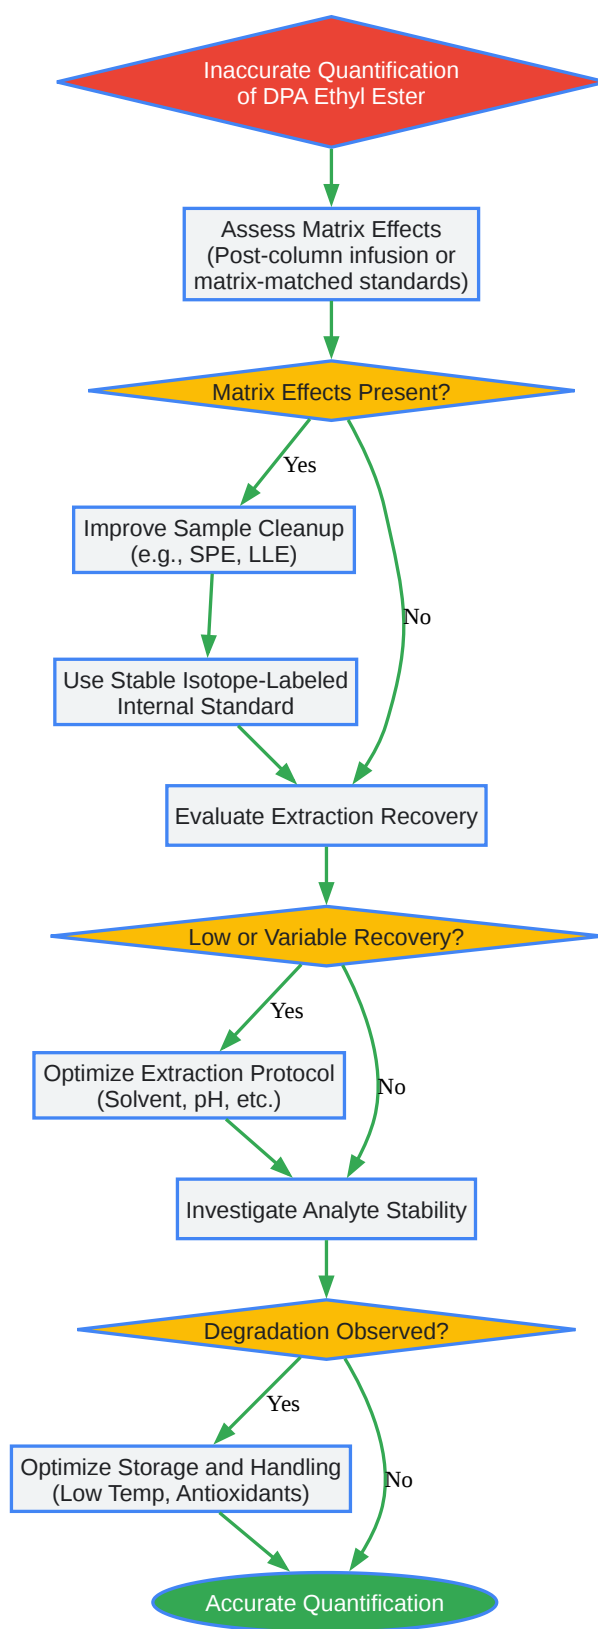 Inaccurate Quantification
of DPA Ethyl Ester
Assess Matrix Effects
(Post-column infusion or
matrix-matched standards)
Matrix Effects Present?
Yes
Improve Sample Cleanup
(e.g., SPE, LLE)
No
Use Stable Isotope-Labeled
Internal Standard
Evaluate Extraction Recovery
Low or Variable Recovery?
Yes
Optimize Extraction Protocol
(Solvent, pH, etc.)
No
Investigate Analyte Stability
Degradation Observed?
Yes
Optimize Storage and Handling
(Low Temp, Antioxidants)
No
Accurate Quantification